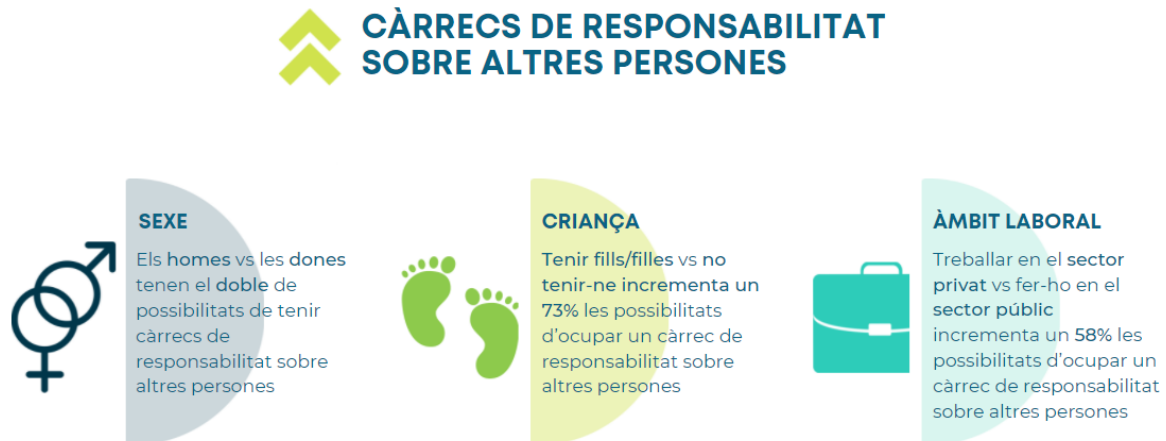 CÀRRECS DE RESPONSABILITAT
SOBRE ALTRES PERSONES
SEXE
Els homes vs les dones
tenen el doble de
possibilitats de tenir
càrrecs de
responsabilitat sobre
altres persones
CRIANÇA
Tenir fills/filles vs no
tenir-ne incrementa un
73% les possibilitats
d'ocupar un càrrec de
responsabilitat sobre
altres persones
ÀMBIT LABORAL
Treballar en el sector
privat vs fer-ho en el
sector públic
incrementa un 58% les
possibilitats d'ocupar un
càrrec de responsabilitat
sobre altres persones